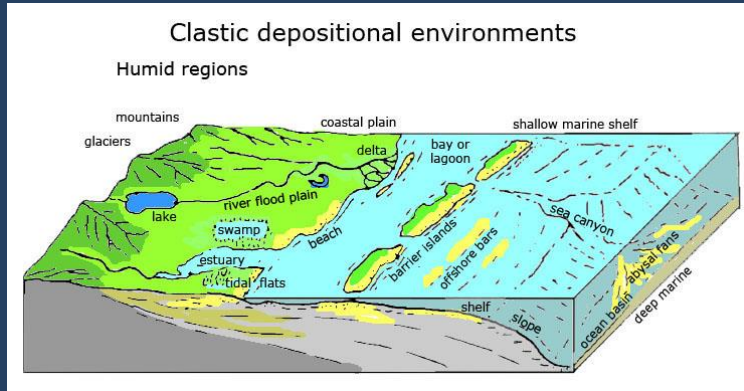 Clastic depositional environments
Humid regions
mountains
glaciers
coastal plain
shallow marine shelf
delta
bay or
lagoon
river flood plain
lake
swamp
beach
sea canyon
estuary
tidal flats
barrier islands
offshore bars
shelf
slope
ocean basin
abysal fans
deep marine